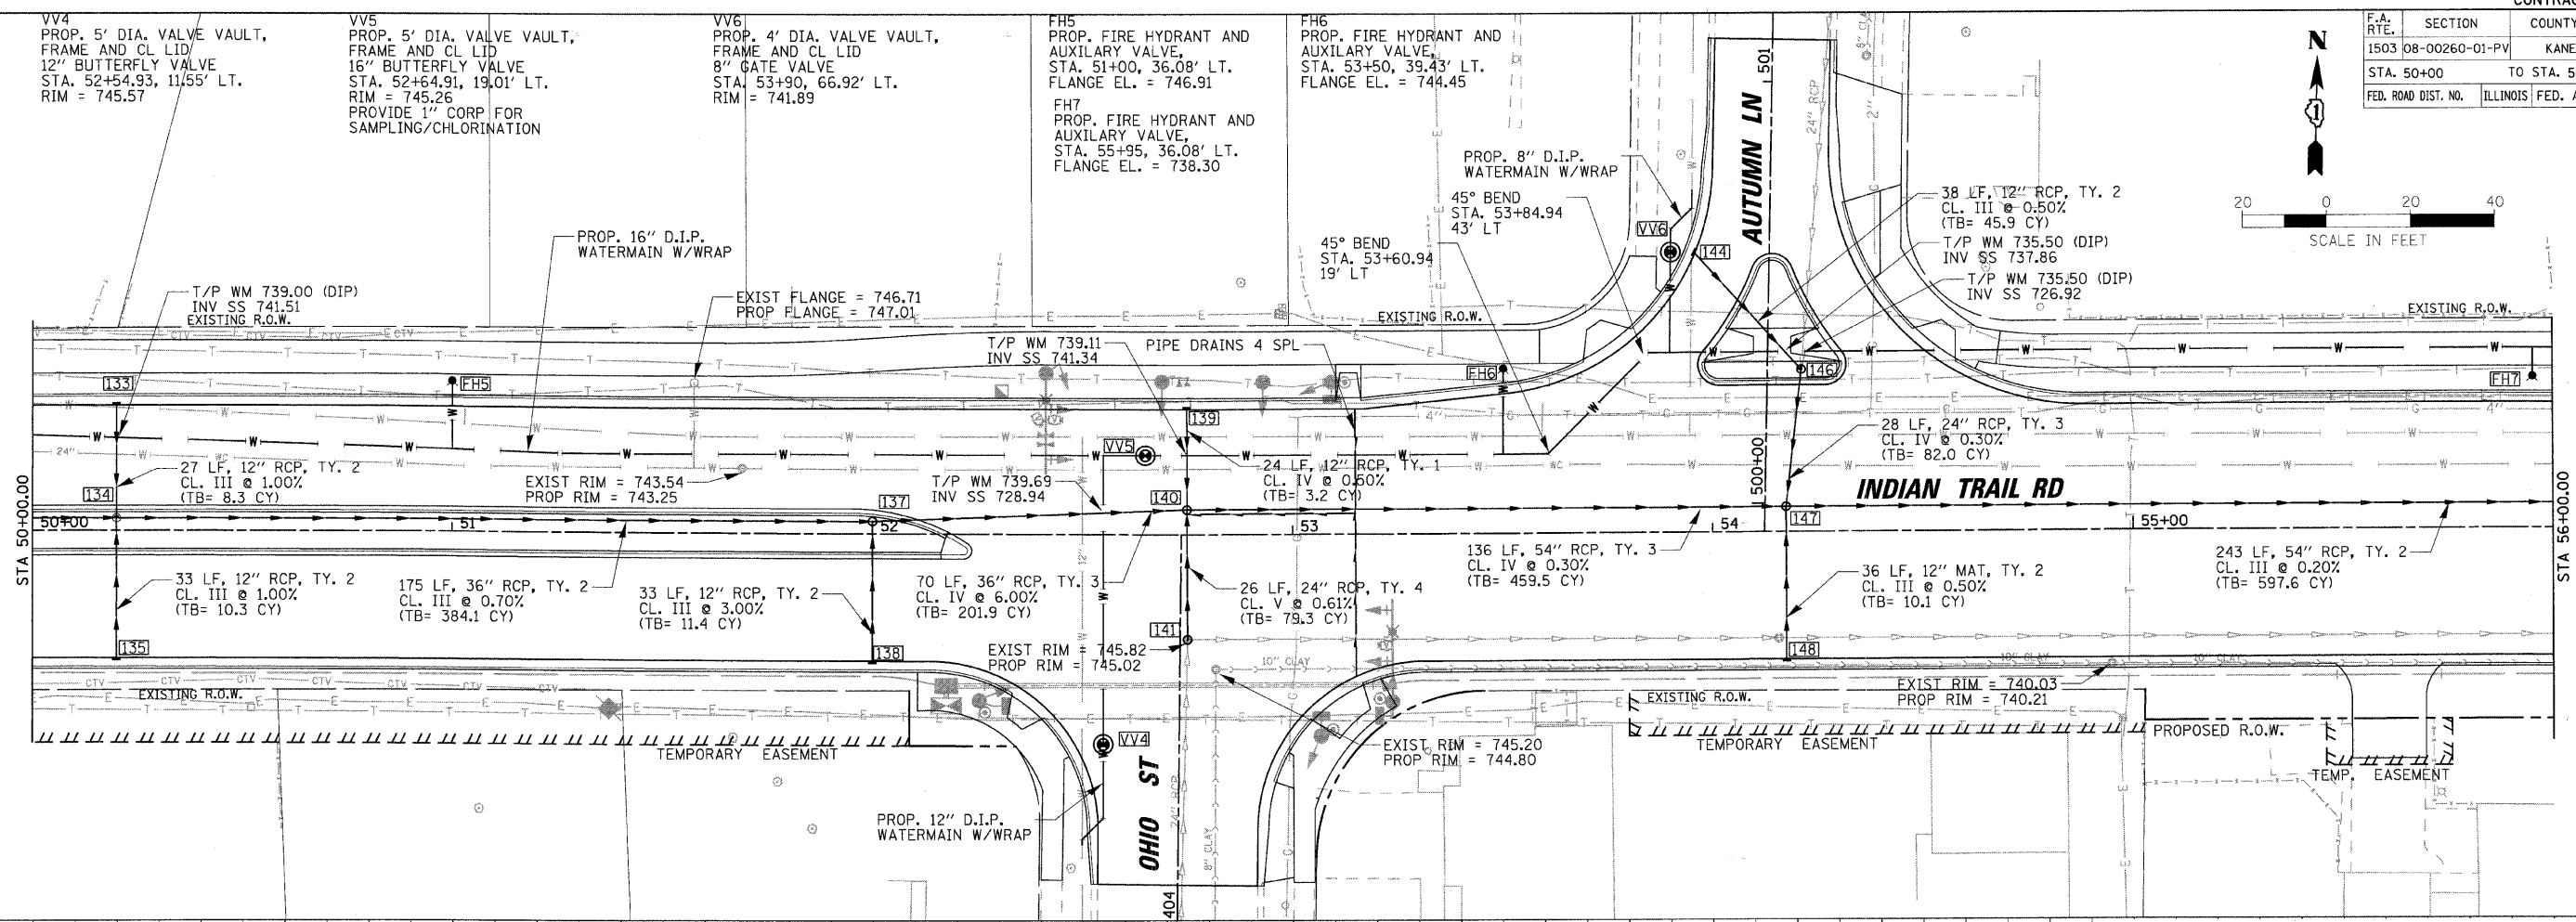 CONTRAC
F.A. RTE. SECTION COUNTY
1503 08-00260-01-PV KANE
STA. 50+00 TO STA. 5
FED. ROAD DIST. NO. ILLINOIS FED. A
VV4
PROP. 5' DIA. VALVE VAULT,
FRAME AND CL LID
12" BUTTERFLY VALVE
STA. 52+54.93, 11.55' LT.
RIM = 745.57
VV5
PROP. 5' DIA. VALVE VAULT,
FRAME AND CL LID
16" BUTTERFLY VALVE
STA. 52+64.91, 19.01' LT.
RIM = 745.26
PROVIDE 1" CORP FOR
SAMPLING/CHLORINATION
VV6
PROP. 4' DIA. VALVE VAULT,
FRAME AND CL LID
8" GATE VALVE
STA. 53+90, 66.92' LT.
RIM = 741.89
FH5
PROP. FIRE HYDRANT AND
AUXILARY VALVE,
STA. 51+00, 36.08' LT.
FLANGE EL. = 746.91
FH7
PROP. FIRE HYDRANT AND
AUXILARY VALVE,
STA. 55+95, 36.08' LT.
FLANGE EL. = 738.30
FH6
PROP. FIRE HYDRANT AND
AUXILARY VALVE,
STA. 53+50, 39.43' LT.
FLANGE EL. = 744.45
N
1
20 0 20 40
SCALE IN FEET
501
AUTUMN LN
24" RCP
2"
PROP. 8" D.I.P.
WATERMAIN W/WRAP
45° BEND
STA. 53+84.94
43' LT
45° BEND
STA. 53+60.94
19' LT
VV6
144
38 LF, 12" RCP, TY. 2
CL. III @ 0.50%
(TB= 45.9 CY)
T/P WM 735.50 (DIP)
INV SS 737.86
T/P WM 735.50 (DIP)
INV SS 726.92
PROP. 16" D.I.P.
WATERMAIN W/WRAP
T/P WM 739.00 (DIP)
INV SS 741.51
EXISTING R.O.W.
EXIST FLANGE = 746.71
PROP FLANGE = 747.01
T/P WM 739.11
INV SS 741.34
PIPE DRAINS 4 SPL
EXISTING R.O.W.
EXISTING R.O.W.
133
FH5
FH6
146
FH7
139
4"
4"
24"
27 LF, 12" RCP, TY. 2
CL. III @ 1.00%
(TB= 8.3 CY)
134
EXIST RIM = 743.54
PROP RIM = 743.25
VV5
T/P WM 739.69
INV SS 728.94
24 LF, 12" RCP, TY. 1
CL. IV @ 0.50%
(TB= 3.2 CY)
28 LF, 24" RCP, TY. 3
CL. IV @ 0.30%
(TB= 82.0 CY)
500+00
INDIAN TRAIL RD
137
140
147
STA 50+00.00
50+00
51
52
53
54
55+00
STA 56+00.00
33 LF, 12" RCP, TY. 2
CL. III @ 1.00%
(TB= 10.3 CY)
175 LF, 36" RCP, TY. 2
CL. III @ 0.70%
(TB= 384.1 CY)
33 LF, 12" RCP, TY. 2
CL. III @ 3.00%
(TB= 11.4 CY)
70 LF, 36" RCP, TY. 3
CL. IV @ 6.00%
(TB= 201.9 CY)
12"
26 LF, 24" RCP, TY. 4
CL. V @ 0.61%
(TB= 79.3 CY)
136 LF, 54" RCP, TY. 3
CL. IV @ 0.30%
(TB= 459.5 CY)
36 LF, 12" MAT, TY. 2
CL. III @ 0.50%
(TB= 10.1 CY)
243 LF, 54" RCP, TY. 2
CL. III @ 0.20%
(TB= 597.6 CY)
135
138
141
148
EXIST RIM = 745.82
PROP RIM = 745.02
10" CLAY
10" CLAY
10" CLAY
EXISTING R.O.W.
EXISTING R.O.W.
EXIST RIM = 740.03
PROP RIM = 740.21
TEMPORARY EASEMENT
VV4
EXIST RIM = 745.20
PROP RIM = 744.80
TEMPORARY EASEMENT
PROPOSED R.O.W.
TEMP. EASEMENT
PROP. 12" D.I.P.
WATERMAIN W/WRAP
OHIO ST
24" RCP
8" CLAY
404